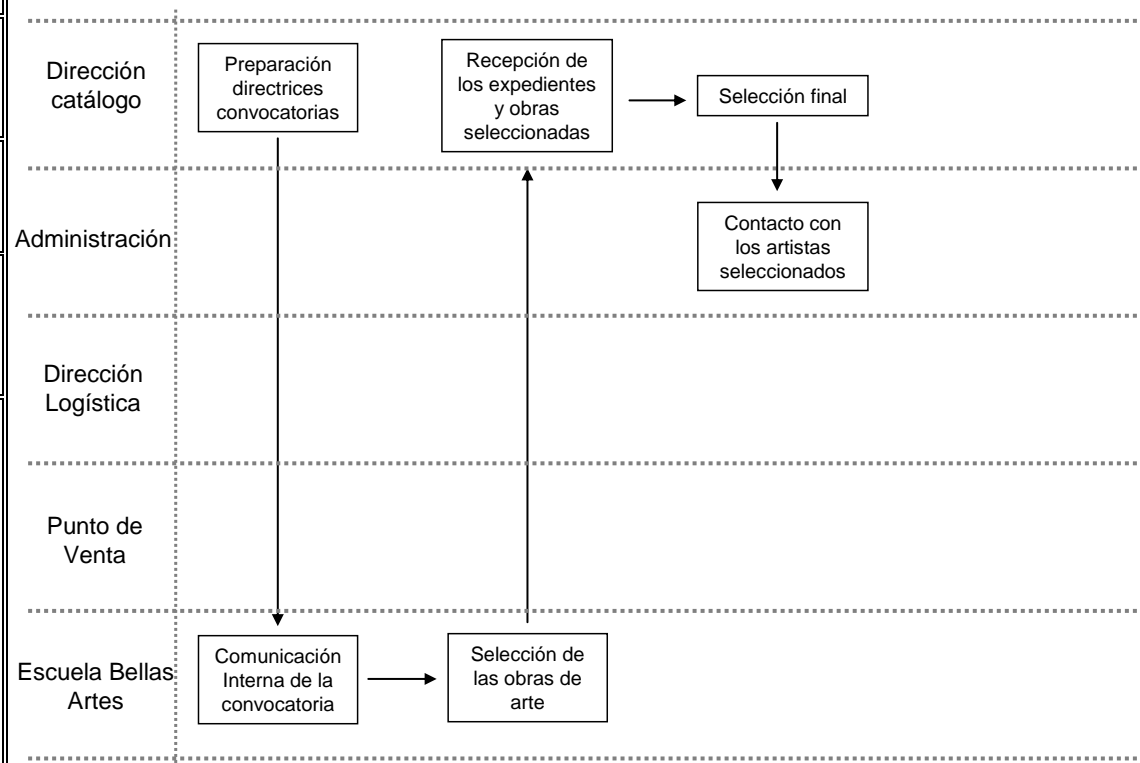 Dirección
catálogo
Preparación
directrices
convocatorias
Recepción de
los expedientes
y obras
seleccionadas
Selección final
Administración
Contacto con
los artistas
seleccionados
Dirección
Logística
Punto de
Venta
Escuela Bellas
Artes
Comunicación
Interna de la
convocatoria
Selección de
las obras de
arte